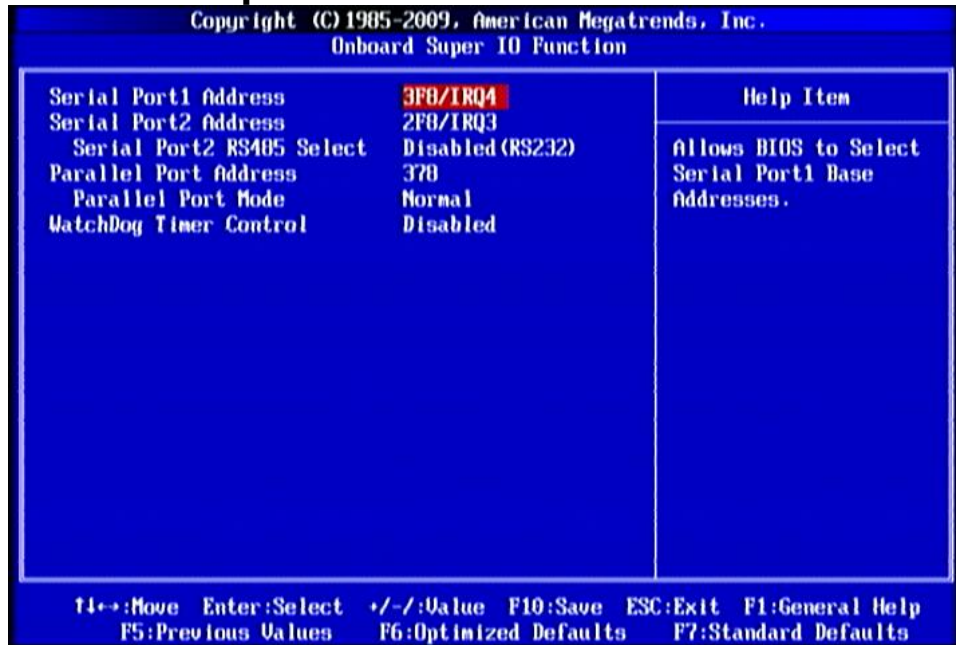 Copyright (C)1985-2009, American Megatrends, Inc.
Onboard Super IO Function
Serial Port1 Address 3F8/IRQ4
Serial Port2 Address 2F8/IRQ3
Serial Port2 RS485 Select Disabled(RS232)
Parallel Port Address 378
Parallel Port Mode Normal
WatchDog Timer Control Disabled
Help Item
Allows BIOS to Select
Serial Port1 Base
Addresses.
↑↓←→:Move Enter:Select +/-/:Value F10:Save ESC:Exit F1:General Help
F5:Previous Values F6:Optimized Defaults F7:Standard Defaults